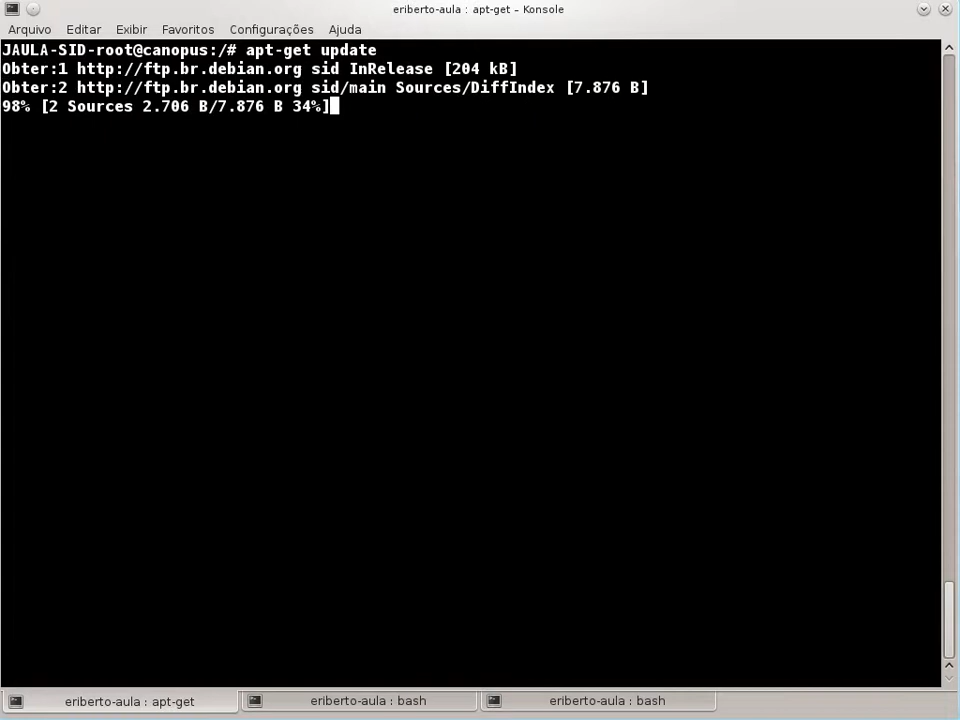 eriberto-aula : apt-get – Konsole
Arquivo Editar Exibir Favoritos Configurações Ajuda
JAULA-SID-root@canopus:/# apt-get update
Obter:1 http://ftp.br.debian.org sid InRelease [204 kB]
Obter:2 http://ftp.br.debian.org sid/main Sources/DiffIndex [7.876 B]
98% [2 Sources 2.706 B/7.876 B 34%]
eriberto-aula : apt-get eriberto-aula : bash eriberto-aula : bash